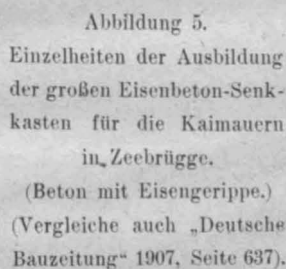 Abbildung 5.
Einzelheiten der Ausbildung
der großen Eisenbeton-Senk-
kasten für die Kaimauern
in Zeebrügge.
(Beton mit Eisengerippe.)
(Vergleiche auch „Deutsche
Bauzeitung“ 1907, Seite 637).